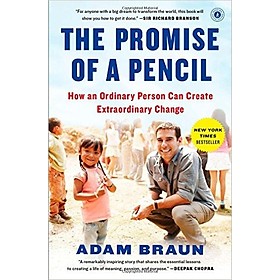 "For anyone with a big dream to transform the world, this book will
show you how to get it done." —SIR RICHARD BRANSON
THE PROMISE
OF A PENCIL
How an Ordinary Person Can Create
Extraordinary Change
NEW YORK
TIMES
BESTSELLER
ADAM BRAUN
"A remarkably inspiring story that shares the essential lessons
to creating a life of meaning, passion, and purpose." —DEEPAK CHOPRA